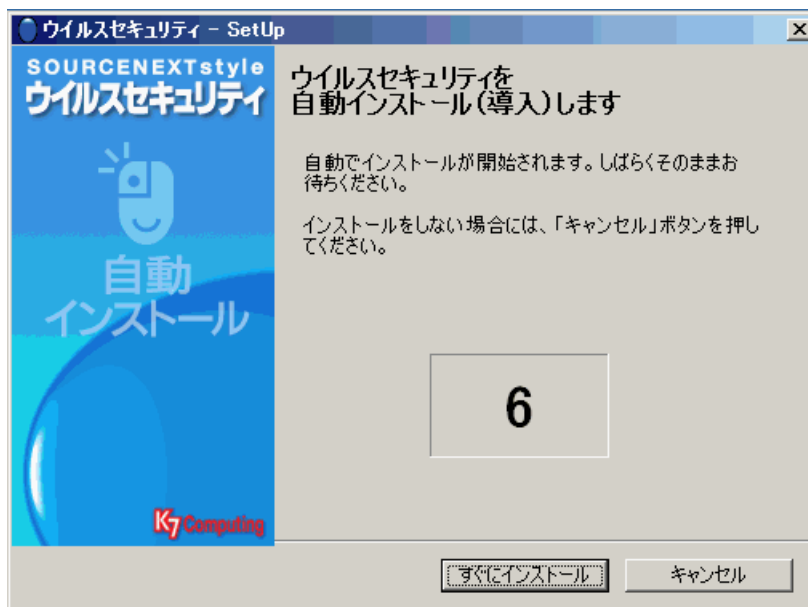 ウイルスセキュリティ - SetUp
SOURCENEXTstyle
ウイルスセキュリティ
自動
インストール
K7 Computing
ウイルスセキュリティを
自動インストール(導入)します
自動でインストールが開始されます。しばらくそのままお
待ちください。
インストールをしない場合には、「キャンセル」ボタンを押し
てください。
6
すぐにインストール
キャンセル